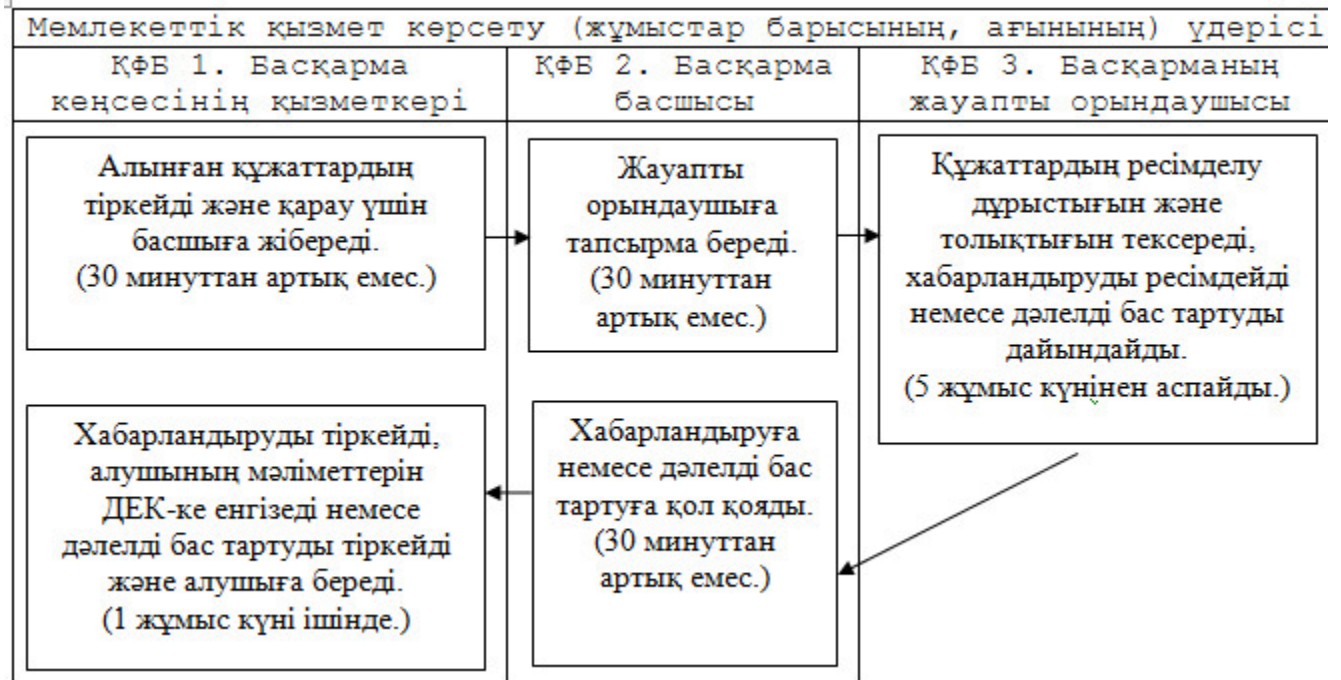 Мемлекеттік қызмет көрсету (жұмыстар барысының, ағынының) үдерісі
ҚФБ 1. Басқарма
кеңсесінің қызметкері
ҚФБ 2. Басқарма
басшысы
ҚФБ 3. Басқарманың
жауапты орындаушысы
Алынған құжаттардың
тіркейді және қарау үшін
басшыға жібереді.
(30 минуттан артық емес.)
Жауапты
орындаушыға
тапсырма береді.
(30 минуттан
артық емес.)
Құжаттардың ресімделу
дұрыстығын және
толықтығын тексереді,
хабарландыруды ресімдейді
немесе дәлелді бас тартуды
дайындайды.
(5 жұмыс күнінен аспайды.)
Хабарландыруды тіркейді,
алушының мәліметтерін
ДЕК-ке енгізеді немесе
дәлелді бас тартуды тіркейді
және алушыға береді.
(1 жұмыс күні ішінде.)
Хабарландыруға
немесе дәлелді бас
тартуға қол қояды.
(30 минуттан
артық емес.)